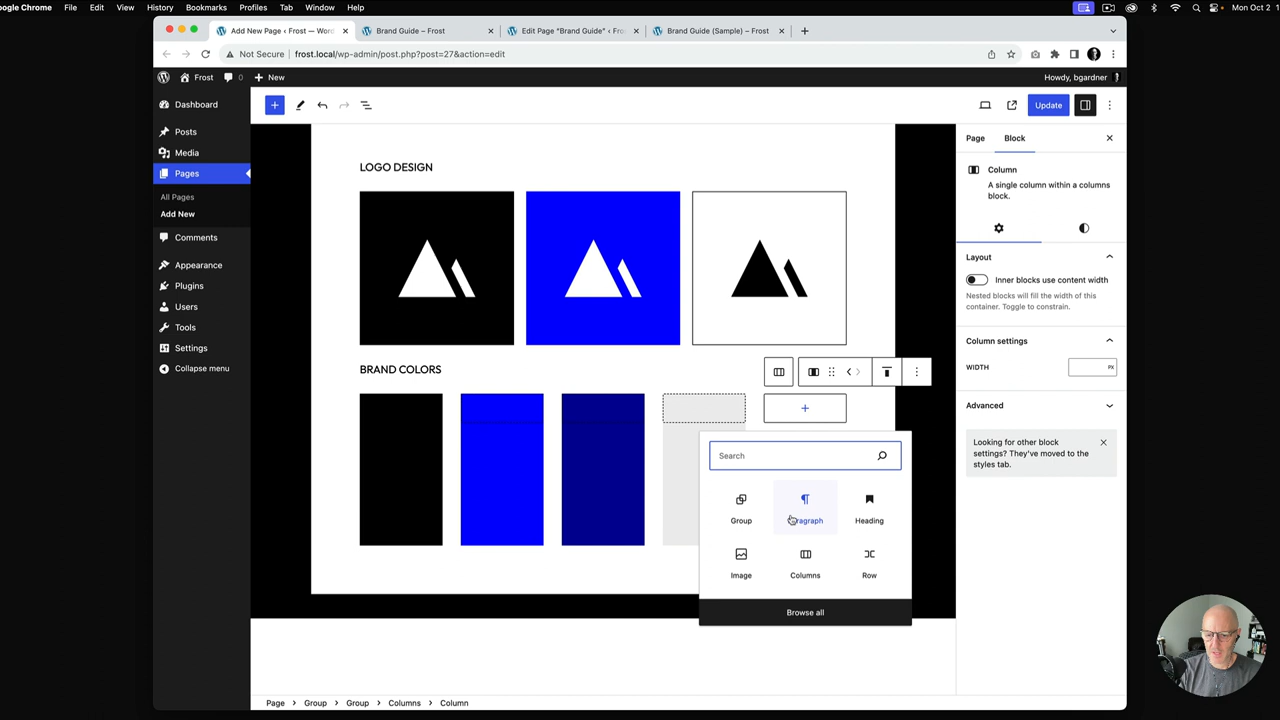 Google Chrome File Edit View History Bookmarks Profiles Tab Window Help Mon Oct 2
Add New Page ‹ Frost — Word Brand Guide – Frost Edit Page "Brand Guide" ‹ Fro Brand Guide (Sample) – Frost
Not Secure frost.local/wp-admin/post.php?post=27&action=edit
Frost 0 New Howdy, bgardner
Dashboard
Posts
Media
Pages
All Pages
Add New
Comments
Appearance
Plugins
Users
Tools
Settings
Collapse menu
Update
LOGO DESIGN
BRAND COLORS
Search
Group Paragraph Heading
Image Columns Row
Browse all
Page Block
Column
A single column within a columns
block.
Layout
Inner blocks use content width
Nested blocks will fill the width of this
container. Toggle to constrain.
Column settings
WIDTH PX
Advanced
Looking for other block
settings? They've moved to the
styles tab.
Page Group Group Columns Column